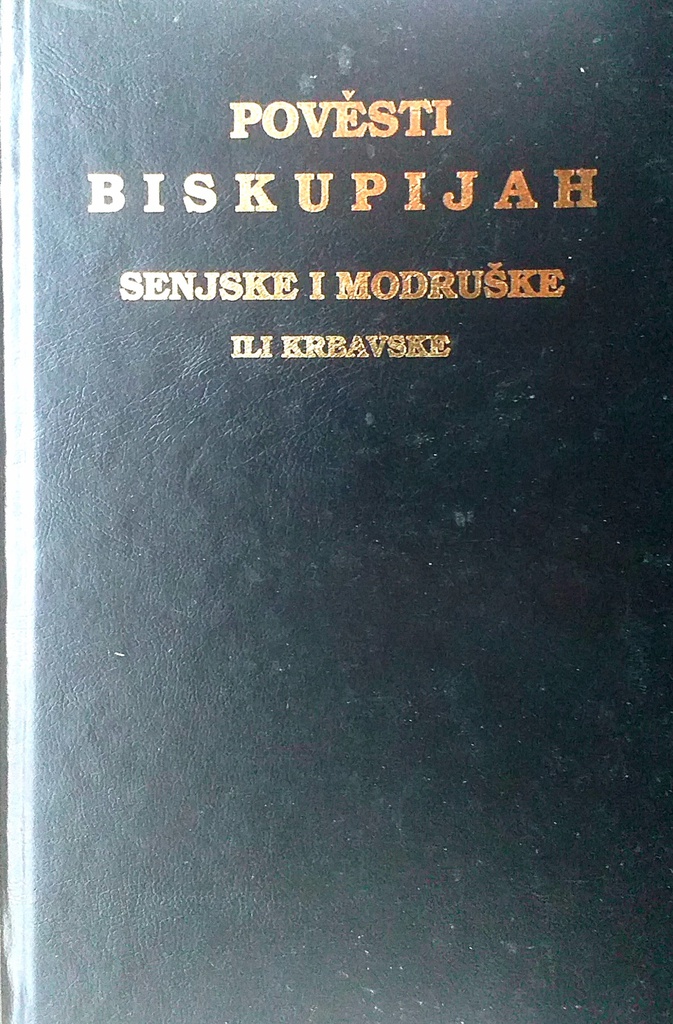 POVĚSTI
BISKUPIJAH
SENJSKE I MODRUŠKE
ILI KRBAVSKE